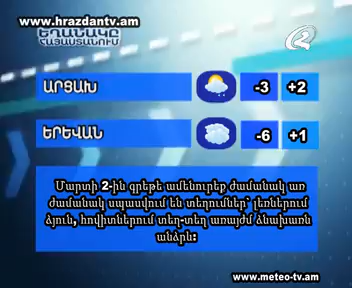 www.hrazdantv.am
ԵՂԱՆԱԿԸ
ՀԱՅԱՍՏԱՆՈՒՄ
ԱՐՑԱԽ -3 +2
ԵՐԵՎԱՆ -6 +1
Մարտի 2-ին գրեթե ամենուրեք ժամանակ առ
ժամանակ սպասվում են տեղումներ՝ լեռներում
ձյուն, հովիտներում տեղ-տեղ առայժմ ձնախառն
անձրև:
www.meteo-tv.am